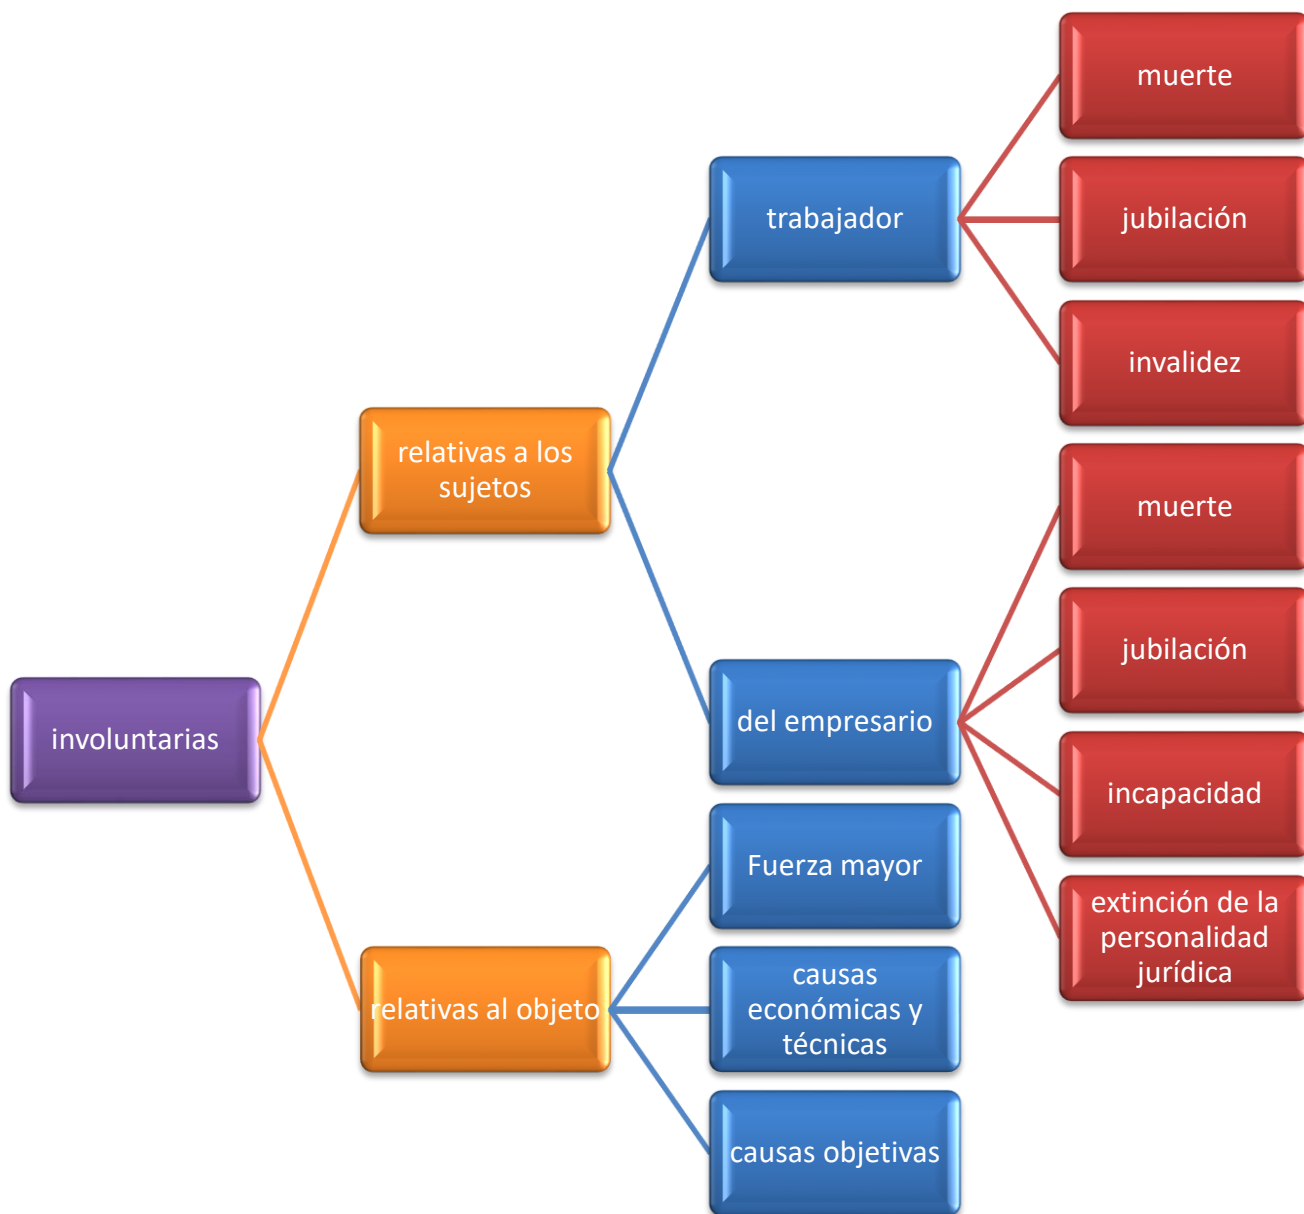 involuntarias
relativas a los
sujetos
trabajador
muerte
jubilación
invalidez
del empresario
muerte
jubilación
incapacidad
extinción de la
personalidad
jurídica
relativas al objeto
Fuerza mayor
causas
económicas y
técnicas
causas objetivas